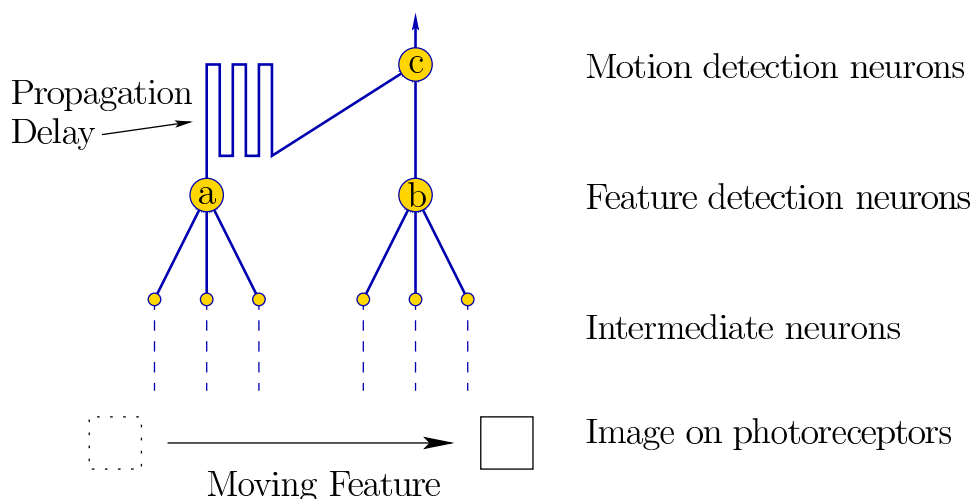 c
Motion detection neurons
Propagation
Delay
a
b
Feature detection neurons
Intermediate neurons
Image on photoreceptors
Moving Feature